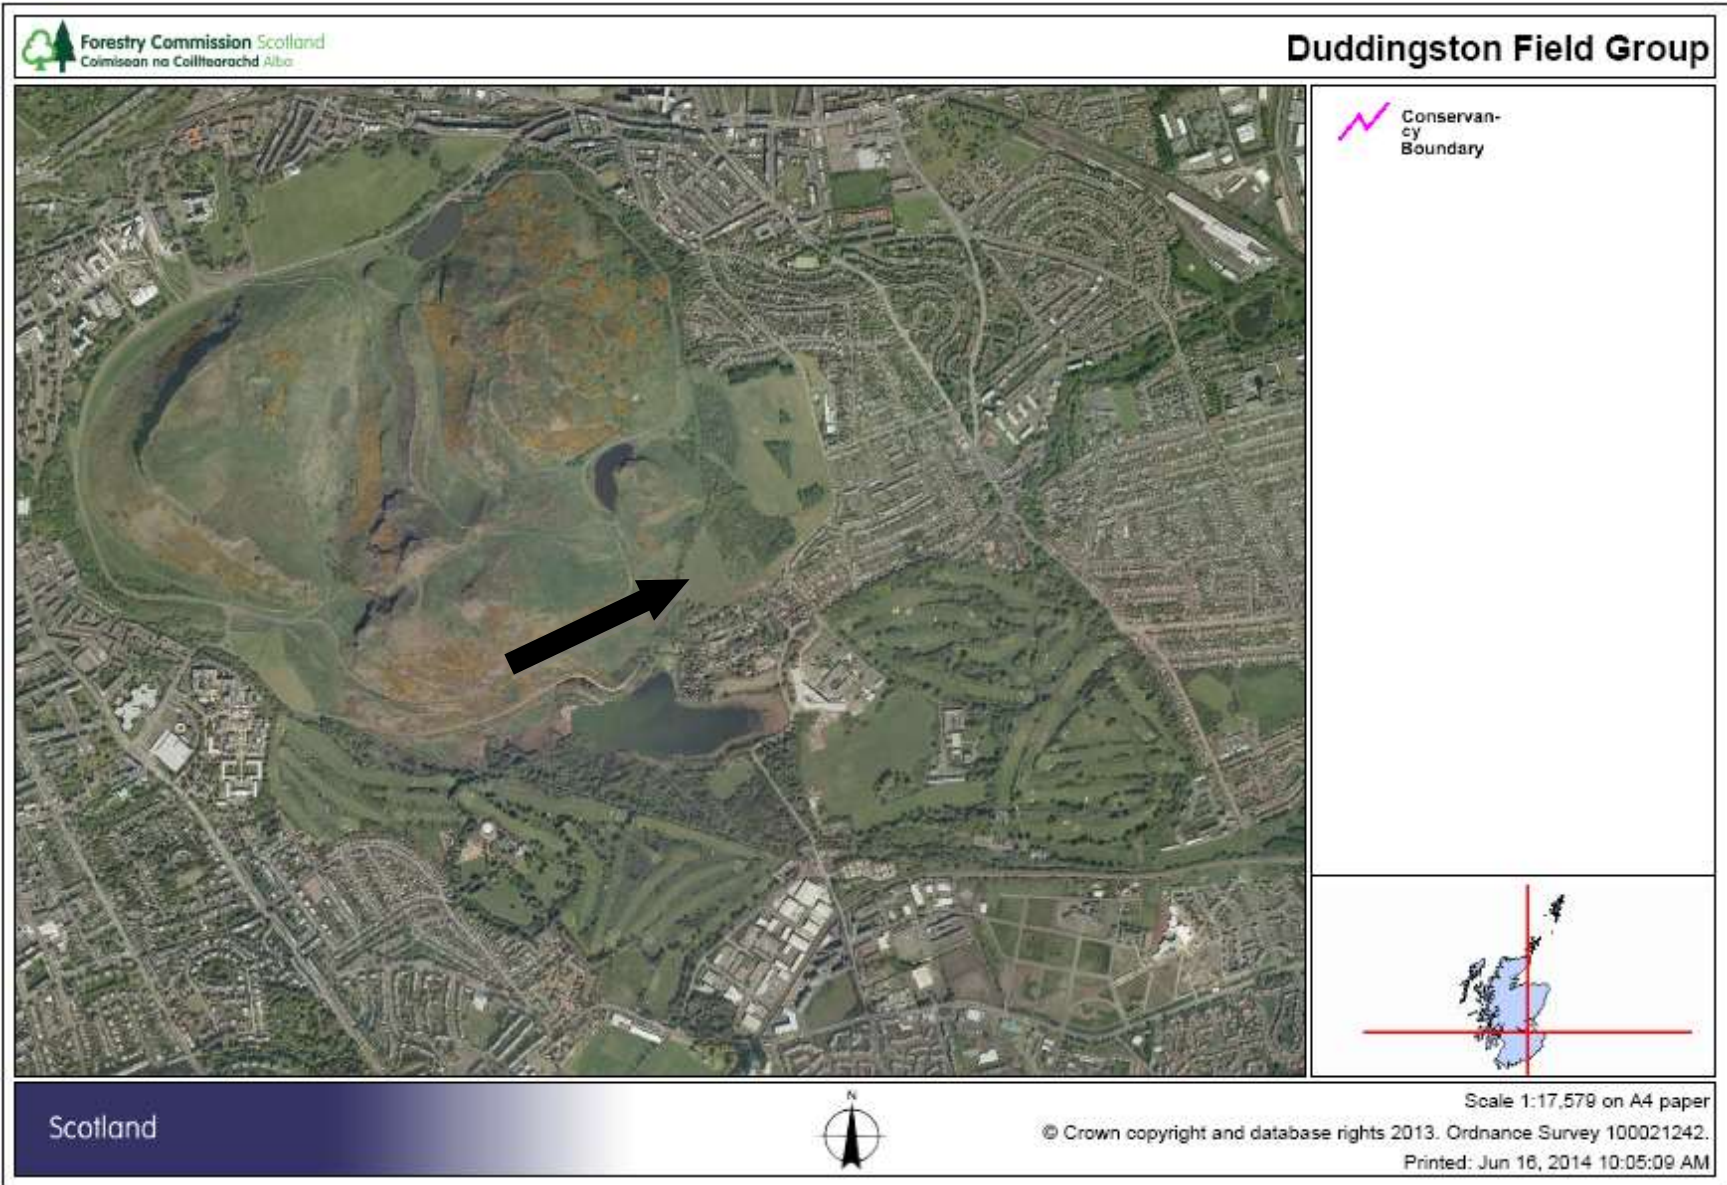 Forestry Commission Scotland
Coimisean na Coilltearachd Alba
Duddingston Field Group
Conservan-
cy
Boundary
Scotland
N
Scale 1:17,579 on A4 paper
© Crown copyright and database rights 2013. Ordnance Survey 100021242.
Printed: Jun 16, 2014 10:05:09 AM